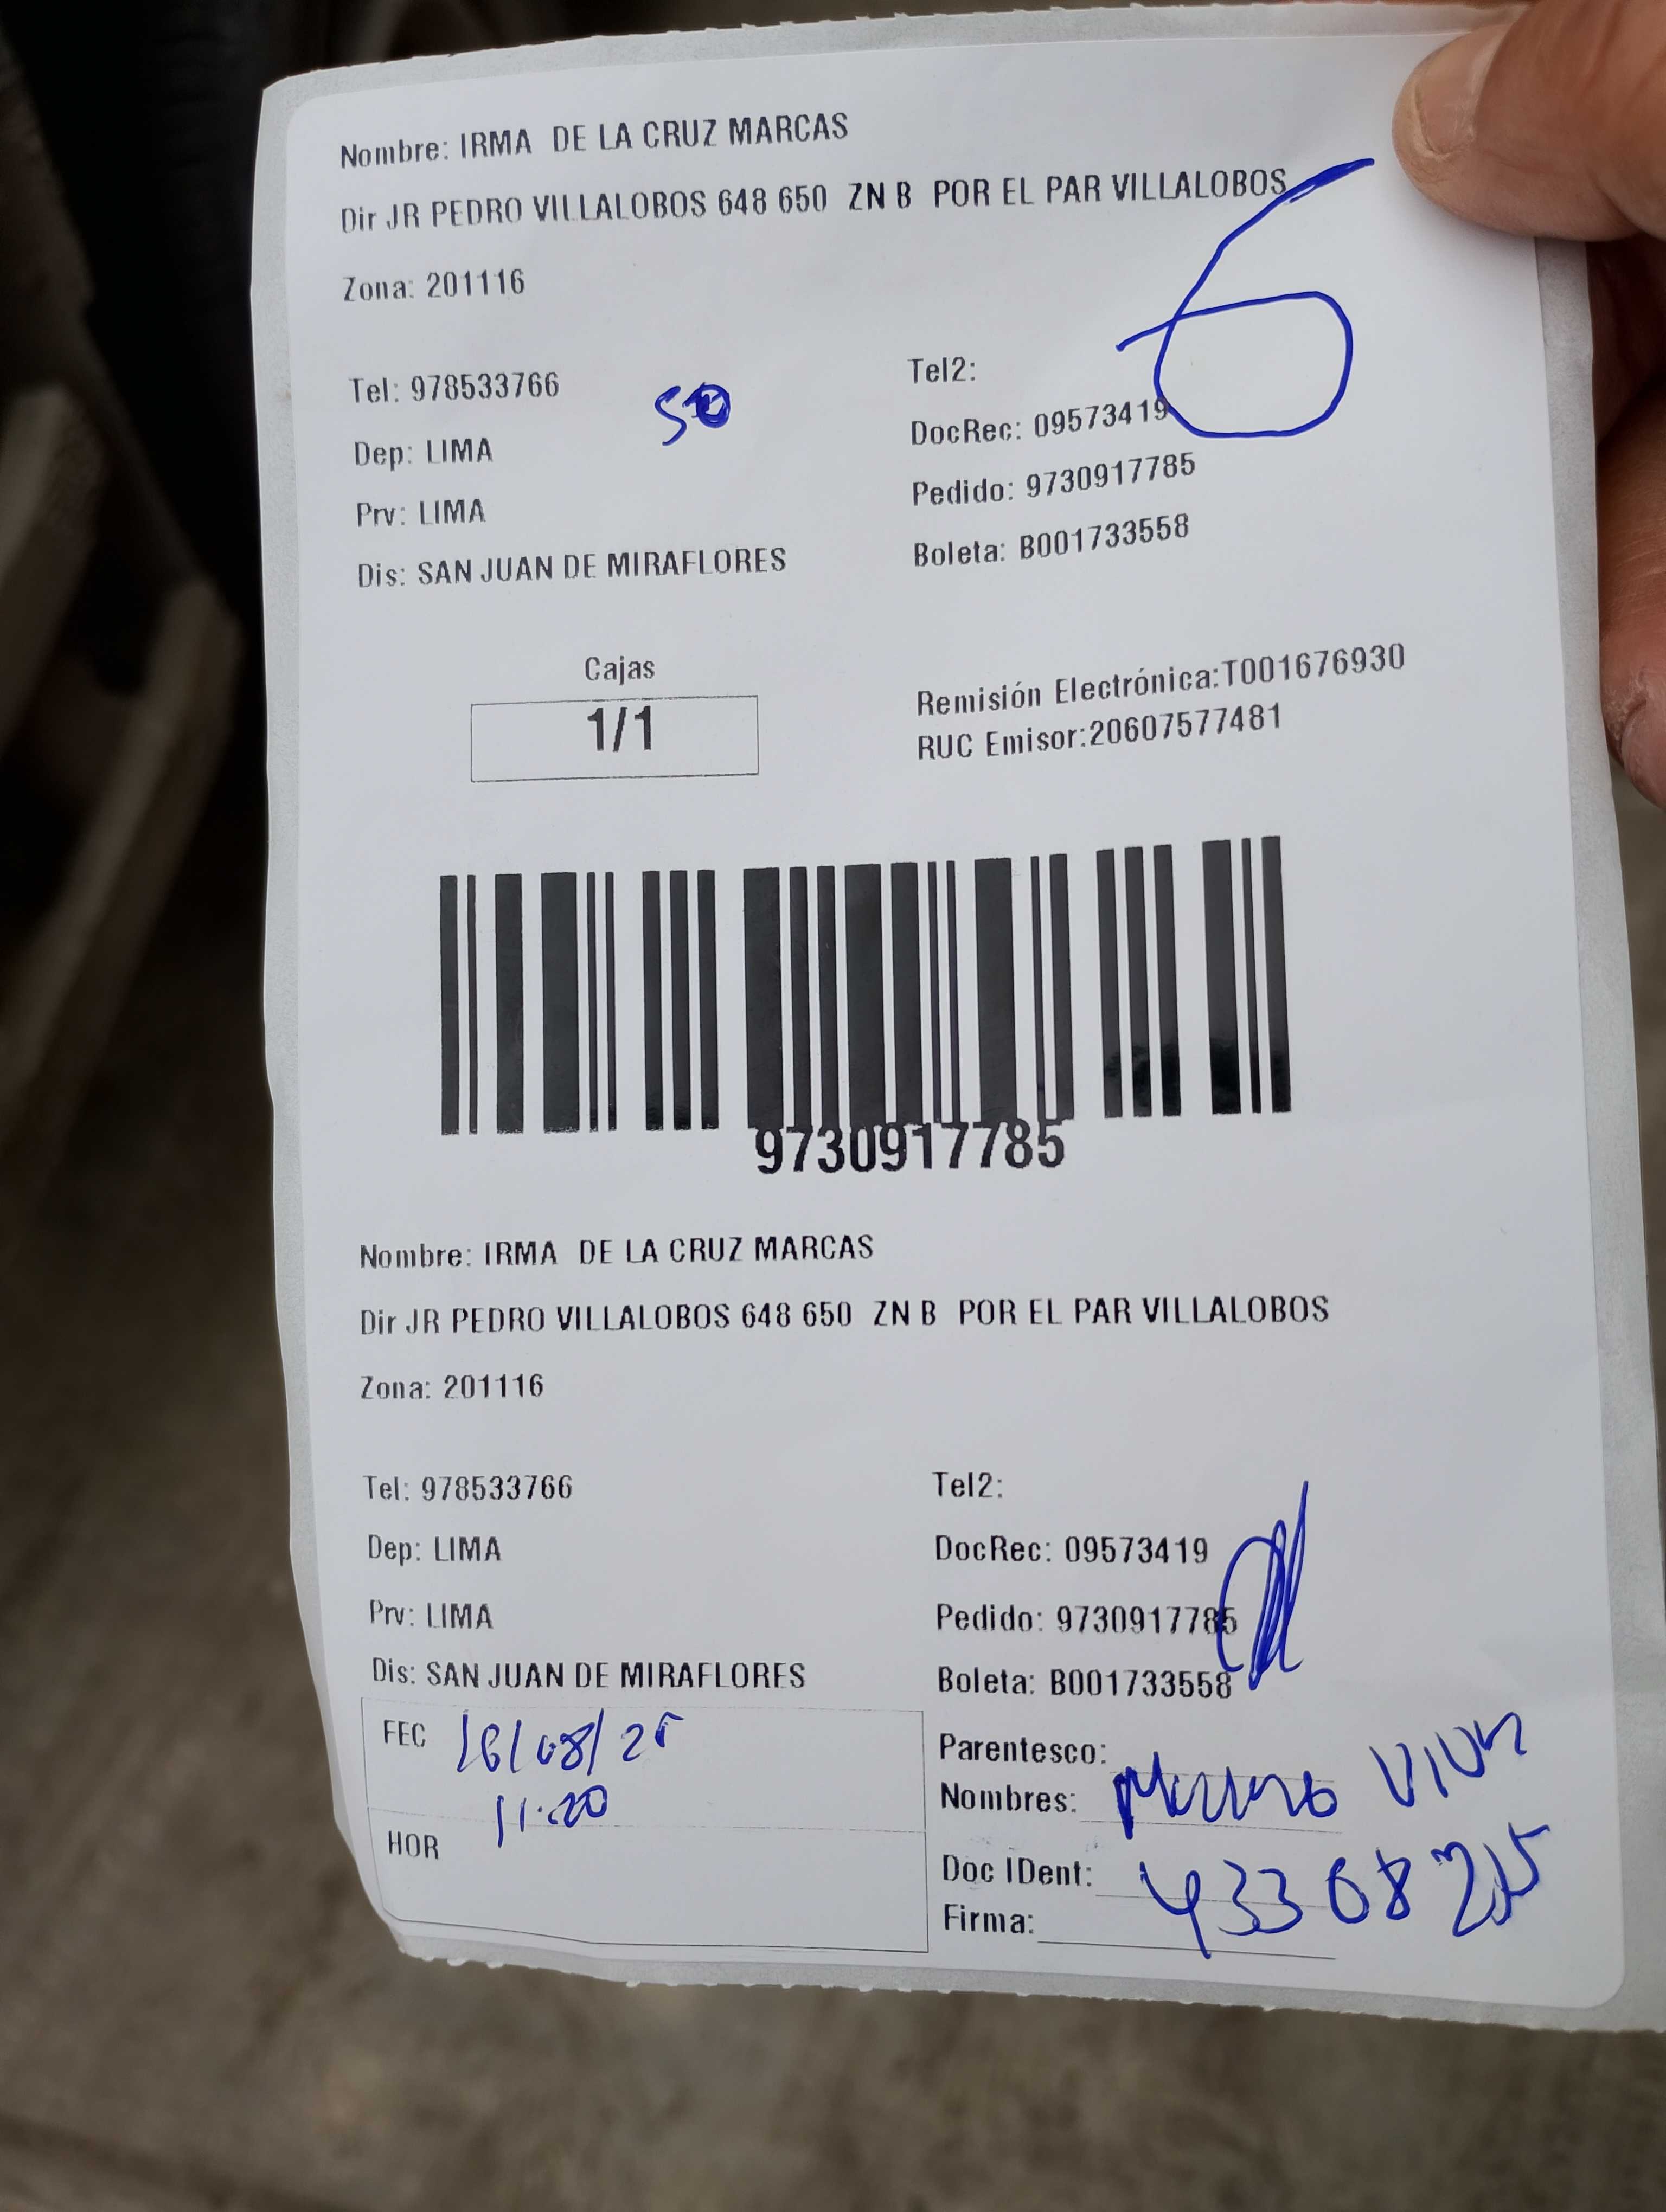 Nombre: IRMA DE LA CRUZ MARCAS
Dir JR PEDRO VILLALOBOS 648 650 ZN B POR EL PAR VILLALOBOS
Zona: 201116
6
Tel: 978533766
50
Tel2:
Dep: LIMA
DocRec: 09573419
Prv: LIMA
Pedido: 9730917785
Dis: SAN JUAN DE MIRAFLORES
Boleta: B001733558
Cajas
1/1
Remisión Electrónica:T001676930
RUC Emisor:20607577481
9730917785
Nombre: IRMA DE LA CRUZ MARCAS
Dir JR PEDRO VILLALOBOS 648 650 ZN B POR EL PAR VILLALOBOS
Zona: 201116
Tel: 978533766
Tel2:
Dep: LIMA
DocRec: 09573419
Prv: LIMA
Pedido: 9730917785
Dis: SAN JUAN DE MIRAFLORES
Boleta: B001733558
FEC 16/08/25
11:20
HOR
Parentesco:
Nombres:
Doc IDent: 43308215
Firma: